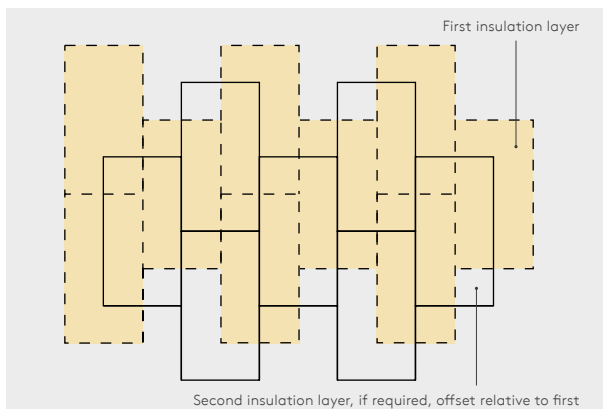 First insulation layer
Second insulation layer, if required, offset relative to first